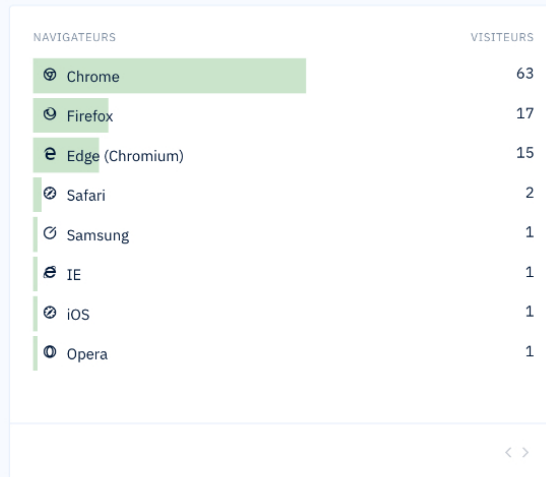 NAVIGATEURS VISITEURS
Chrome 63
Firefox 17
Edge (Chromium) 15
Safari 2
Samsung 1
IE 1
iOS 1
Opera 1